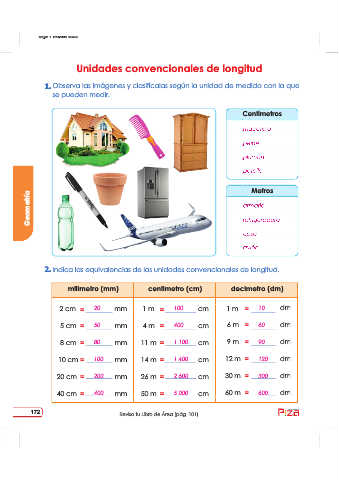 Unidades convencionales de longitud
1. Observa las imágenes y clasifícalas según la unidad de medida con la que
se pueden medir.
Centímetros
macetero
peine
plumón
botella
Metros
armario
refrigeradora
casa
avión
Geometría
2. Indica las equivalencias de las unidades convencionales de longitud.
milímetro (mm) centímetro (cm) decímetro (dm)
2 cm = 20 mm 1 m = 100 cm 1 m = 10 dm
5 cm = 50 mm 4 m = 400 cm 6 m = 60 dm
8 cm = 80 mm 11 m = 1 100 cm 9 m = 90 dm
10 cm = 100 mm 14 m = 1 400 cm 12 m = 120 dm
20 cm = 200 mm 26 m = 2 600 cm 30 m = 300 dm
40 cm = 400 mm 50 m = 5 000 cm 60 m = 600 dm
172
Revisa tu Libro de Área (pág. 101)